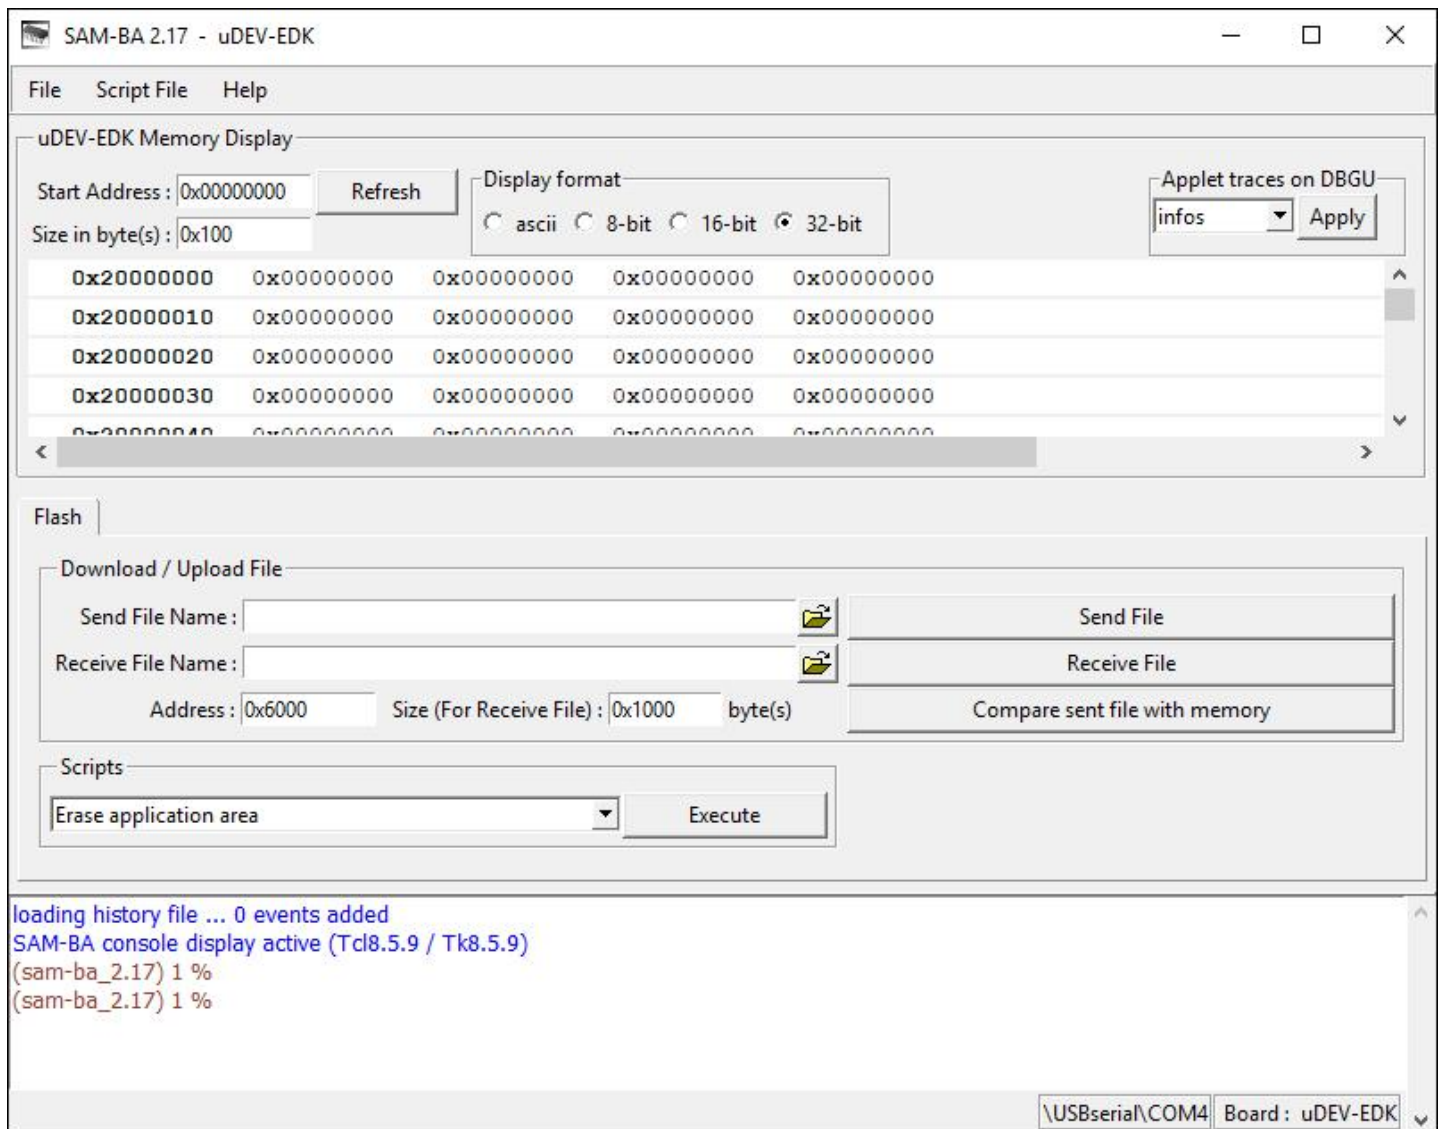 SAM-BA 2.17 - uDEV-EDK
File Script File Help
uDEV-EDK Memory Display
Start Address : 0x00000000 Refresh
Size in byte(s) : 0x100
Display format
ascii 8-bit 16-bit 32-bit
Applet traces on DBGU
infos Apply
0x20000000 0x00000000 0x00000000 0x00000000 0x00000000
0x20000010 0x00000000 0x00000000 0x00000000 0x00000000
0x20000020 0x00000000 0x00000000 0x00000000 0x00000000
0x20000030 0x00000000 0x00000000 0x00000000 0x00000000
0x20000040 0x00000000 0x00000000 0x00000000 0x00000000
Flash
Download / Upload File
Send File Name : Send File
Receive File Name : Receive File
Address : 0x6000 Size (For Receive File) : 0x1000 byte(s) Compare sent file with memory
Scripts
Erase application area Execute
loading history file ... 0 events added
SAM-BA console display active (Tcl8.5.9 / Tk8.5.9)
(sam-ba_2.17) 1 %
(sam-ba_2.17) 1 %
\USBserial\COM4 Board : uDEV-EDK